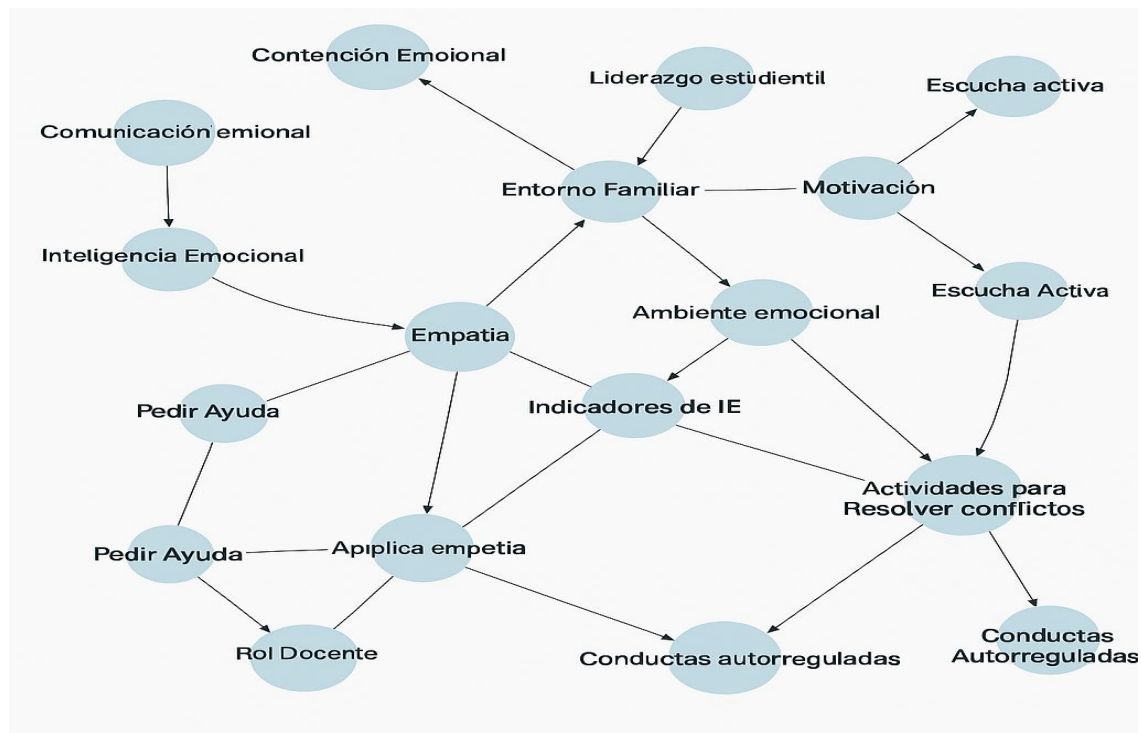 Contención Emoional
Liderazgo estudientil
Escucha activa
Comunicación emional
Entorno Familiar
Motivación
Inteligencia Emocional
Escucha Activa
Ambiente emocional
Empatia
Indicadores de IE
Pedir Ayuda
Actividades para
Resolver conflictos
Pedir Ayuda
Apıplica empetia
Rol Docente
Conductas autorreguladas
Conductas
Autorreguladas